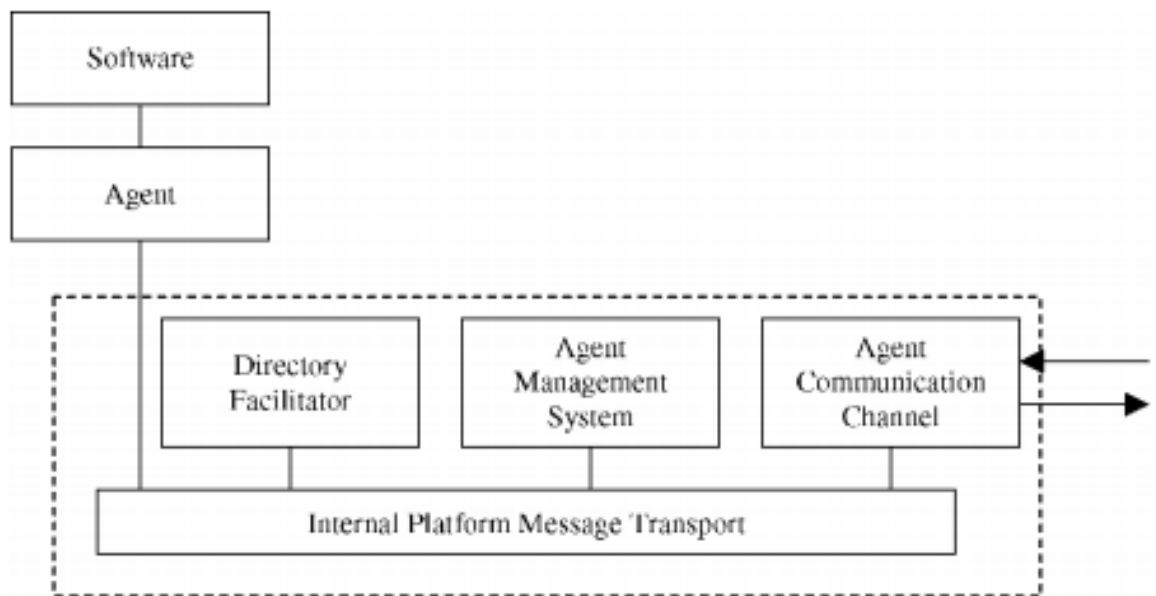 Software
Agent
Directory
Facilitator
Agent
Management
System
Agent
Communication
Channel
Internal Platform Message Transport